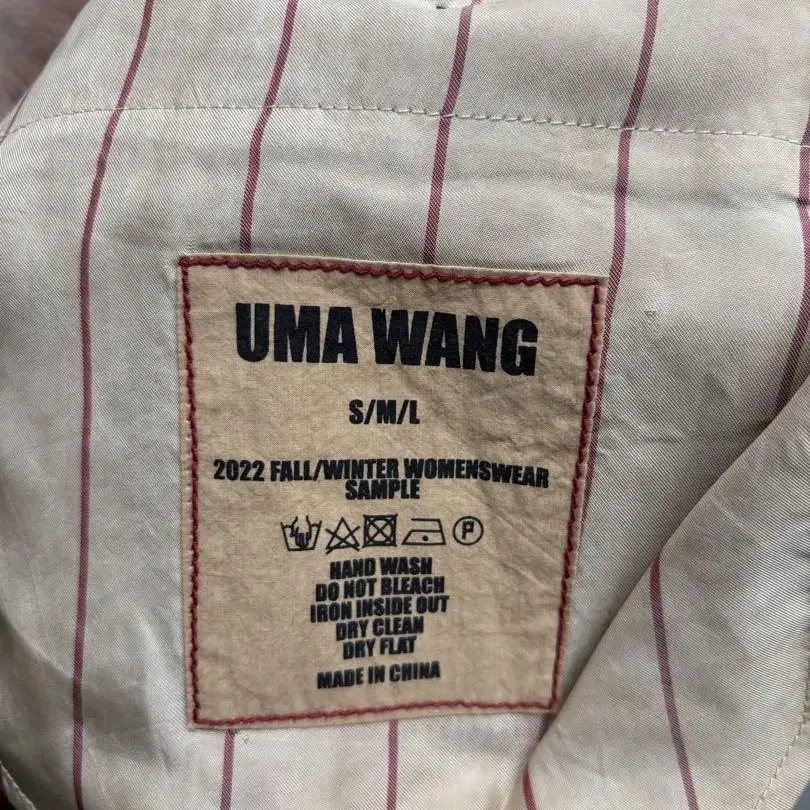 UMA WANG
S/M/L
2022 FALL/WINTER WOMENSWEAR
SAMPLE
P
HAND WASH
DO NOT BLEACH
IRON INSIDE OUT
DRY CLEAN
DRY FLAT
MADE IN CHINA